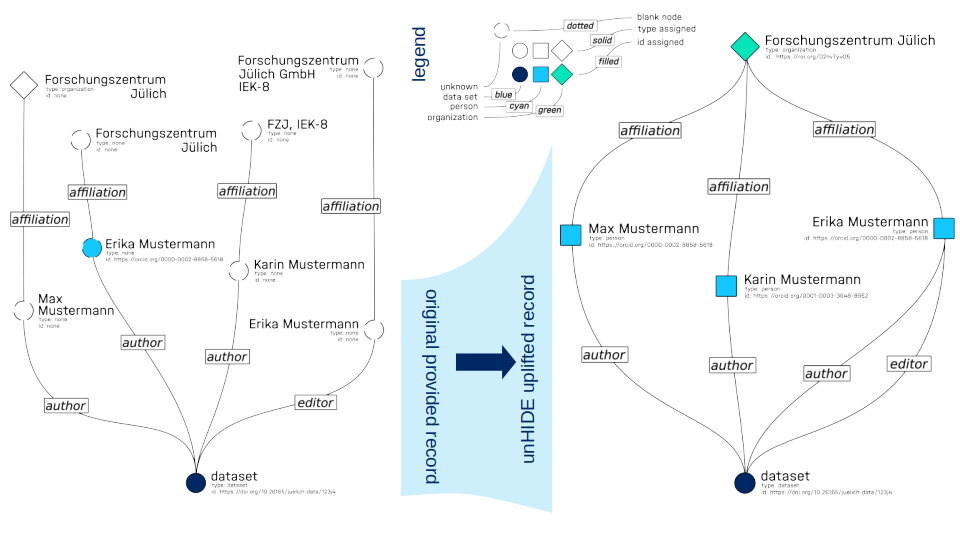 Forschungszentrum
Jülich
type: organization
id: none
Forschungszentrum
Jülich
type: none
id: none
FZJ, IEK-8
type: none
id: none
Forschungszentrum
Jülich GmbH
IEK-8
type: none
id: none
affiliation
affiliation
affiliation
affiliation
Erika Mustermann
type: none
id: https://orcid.org/0000-0002-8858-5618
Karin Mustermann
type: none
id: none
Max
Mustermann
type: none
id: none
Erika Mustermann
type: none
id: none
author
author
author
editor
dataset
type: dataset
id: https://doi.org/10.26165/juelich-data/123j4
legend
dotted
solid
filled
blank node
type assigned
id assigned
unknown
data set
person
organization
blue
cyan
green
original provided record
unHIDE uplifted record
Forschungszentrum Jülich
type: organization
id: https://ror.org/02nv7yv05
affiliation
affiliation
affiliation
Max Mustermann
type: person
id: https://orcid.org/0000-0002-8858-5618
Erika Mustermann
type: person
id: https://orcid.org/0000-0002-8858-5618
Karin Mustermann
type: person
id: https://orcid.org/0001-0003-3648-8952
author
author
author
editor
dataset
type: dataset
id: https://doi.org/10.26165/juelich-data/123j4